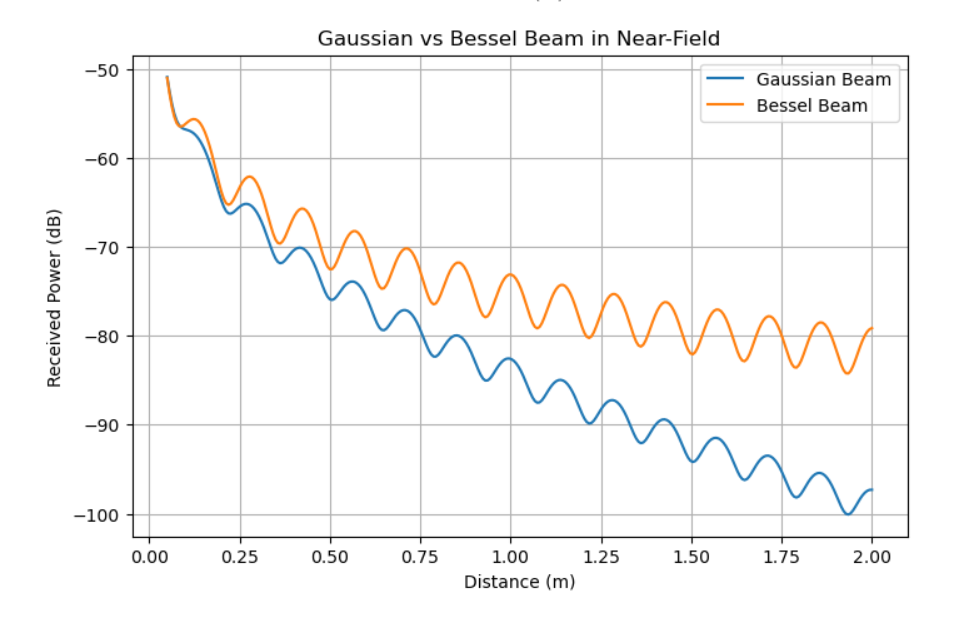 Gaussian vs Bessel Beam in Near-Field
Gaussian Beam
Bessel Beam
Received Power (dB)
−50
−60
−70
−80
−90
−100
0.00 0.25 0.50 0.75 1.00 1.25 1.50 1.75 2.00
Distance (m)